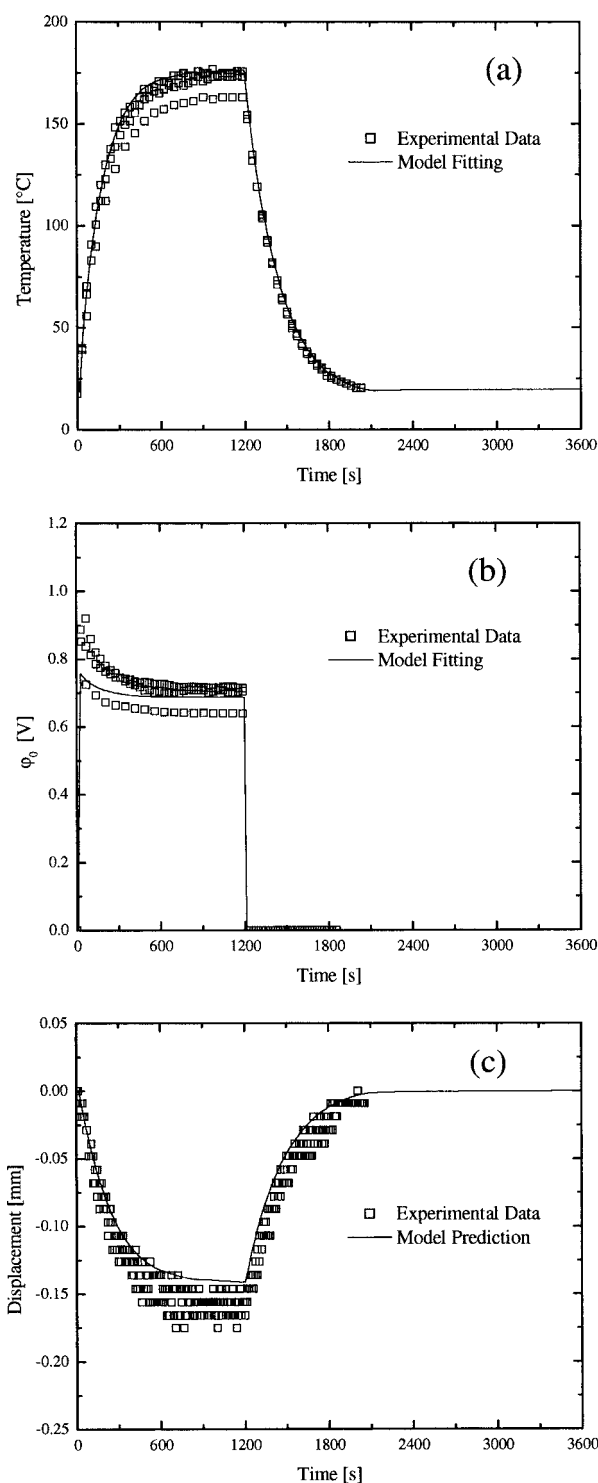 200
(a)
150
100
50
0
Temperature [°C]
Experimental Data
Model Fitting
0 600 1200 1800 2400 3000 3600
Time [s]
1.2
(b)
1.0
0.8
0.6
0.4
0.2
0.0
φ0 [V]
Experimental Data
Model Fitting
0 600 1200 1800 2400 3000 3600
Time [s]
0.05
(c)
0.00
-0.05
-0.10
-0.15
-0.20
-0.25
Displacement [mm]
Experimental Data
Model Prediction
0 600 1200 1800 2400 3000 3600
Time [s]